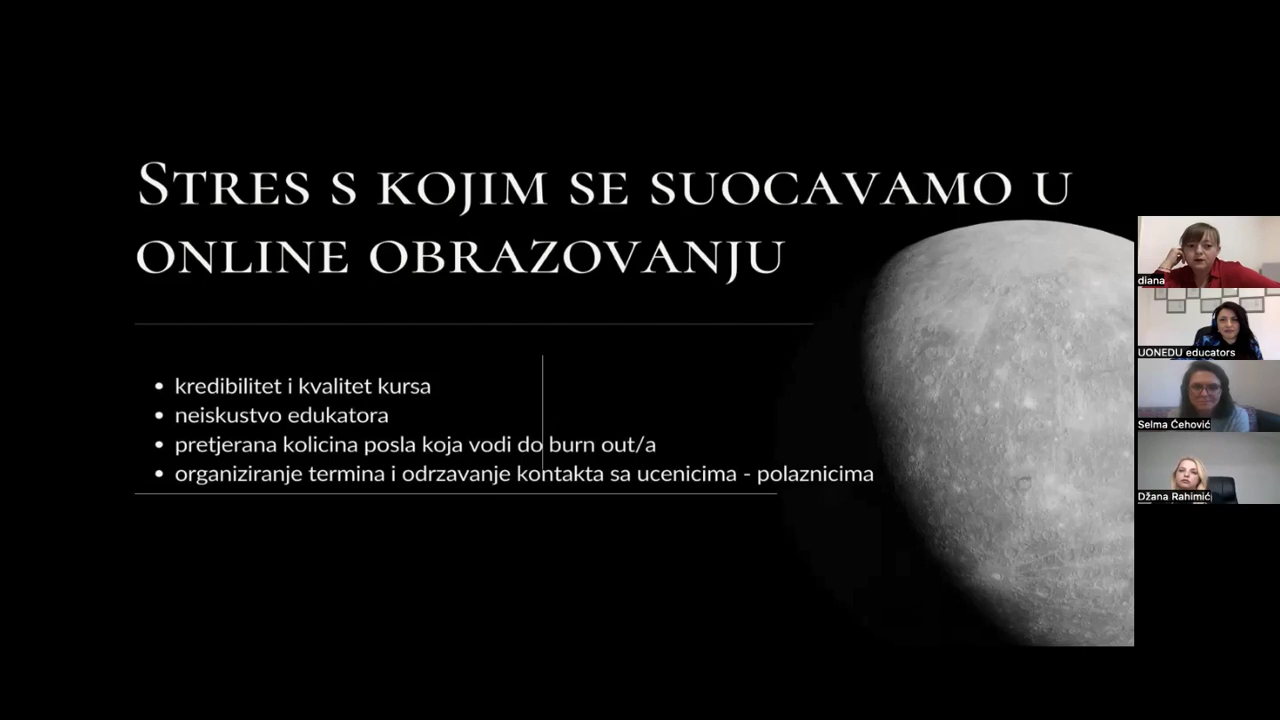 Stres s kojim se suocavamo u
online obrazovanju
• kredibilitet i kvalitet kursa
• neiskustvo edukatora
• pretjerana kolicina posla koja vodi do burn out/a
• organiziranje termina i odrzavanje kontakta sa ucenicima - polaznicima
diana
UONEDU educators
Selma Ćehović
Džana Rahimić